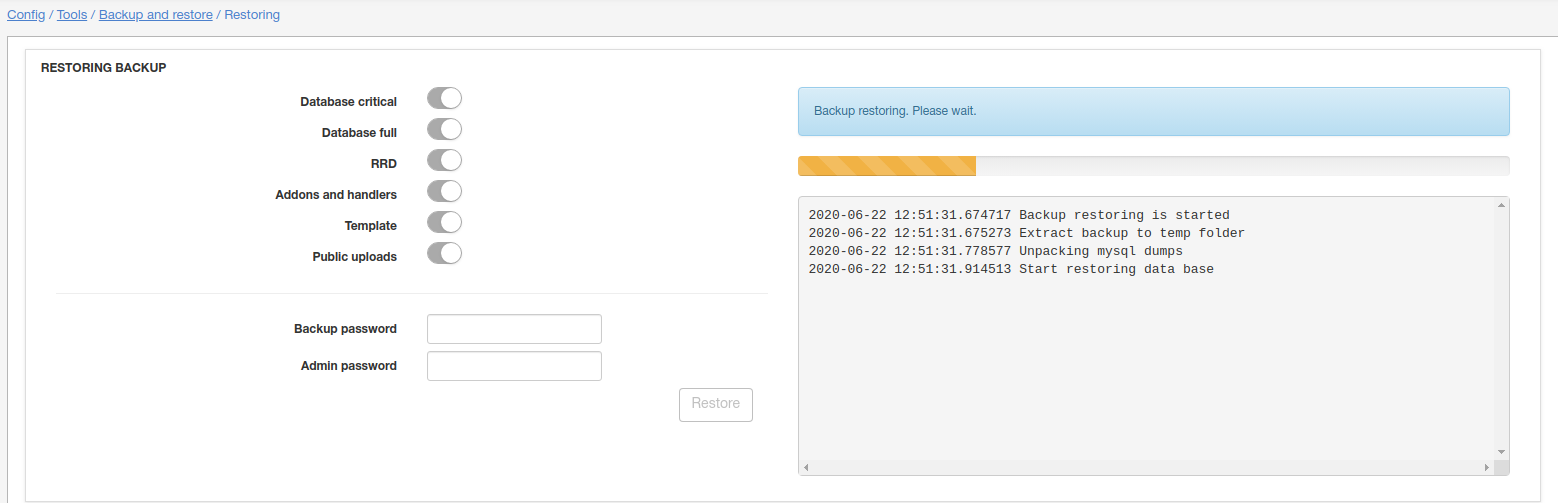 Config / Tools / Backup and restore / Restoring
RESTORING BACKUP
Database critical
Database full
RRD
Addons and handlers
Template
Public uploads
Backup password
Admin password
Restore
Backup restoring. Please wait.
2020-06-22 12:51:31.674717 Backup restoring is started
2020-06-22 12:51:31.675273 Extract backup to temp folder
2020-06-22 12:51:31.778577 Unpacking mysql dumps
2020-06-22 12:51:31.914513 Start restoring data base